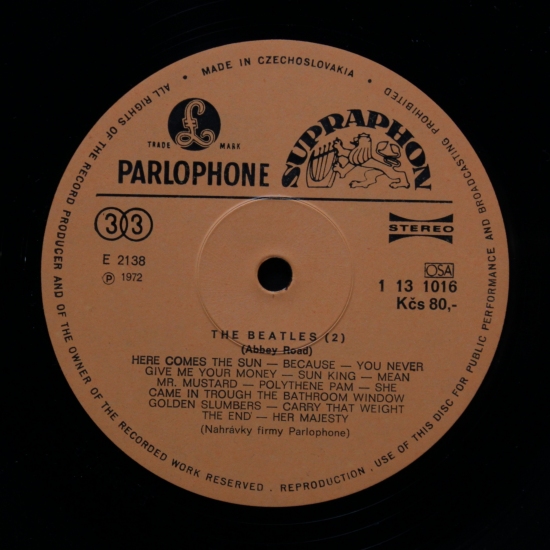 • MADE IN CZECHOSLOVAKIA •
ALL RIGHTS OF THE RECORD PRODUCER AND OF THE OWNER OF THE RECORDED WORK RESERVED . REPRODUCTION . USE OF THIS DISC FOR PUBLIC PERFORMANCE AND BROADCASTING PROHIBITED
£
TRADE MARK
PARLOPHONE
SUPRAPHON
33
STEREO
E 2138
Ⓟ 1972
OSA
1 13 1016
Kčs 80,-
THE BEATLES (2)
(Abbey Road)
HERE COMES THE SUN — BECAUSE — YOU NEVER
GIVE ME YOUR MONEY — SUN KING — MEAN
MR. MUSTARD — POLYTHENE PAM — SHE
CAME IN TROUGH THE BATHROOM WINDOW
GOLDEN SLUMBERS — CARRY THAT WEIGHT
THE END — HER MAJESTY
(Nahrávky firmy Parlophone)